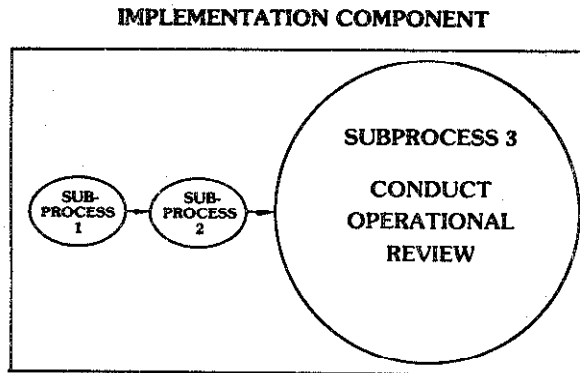 IMPLEMENTATION COMPONENT
SUB-
PROCESS
1
SUB-
PROCESS
2
SUBPROCESS 3
CONDUCT
OPERATIONAL
REVIEW